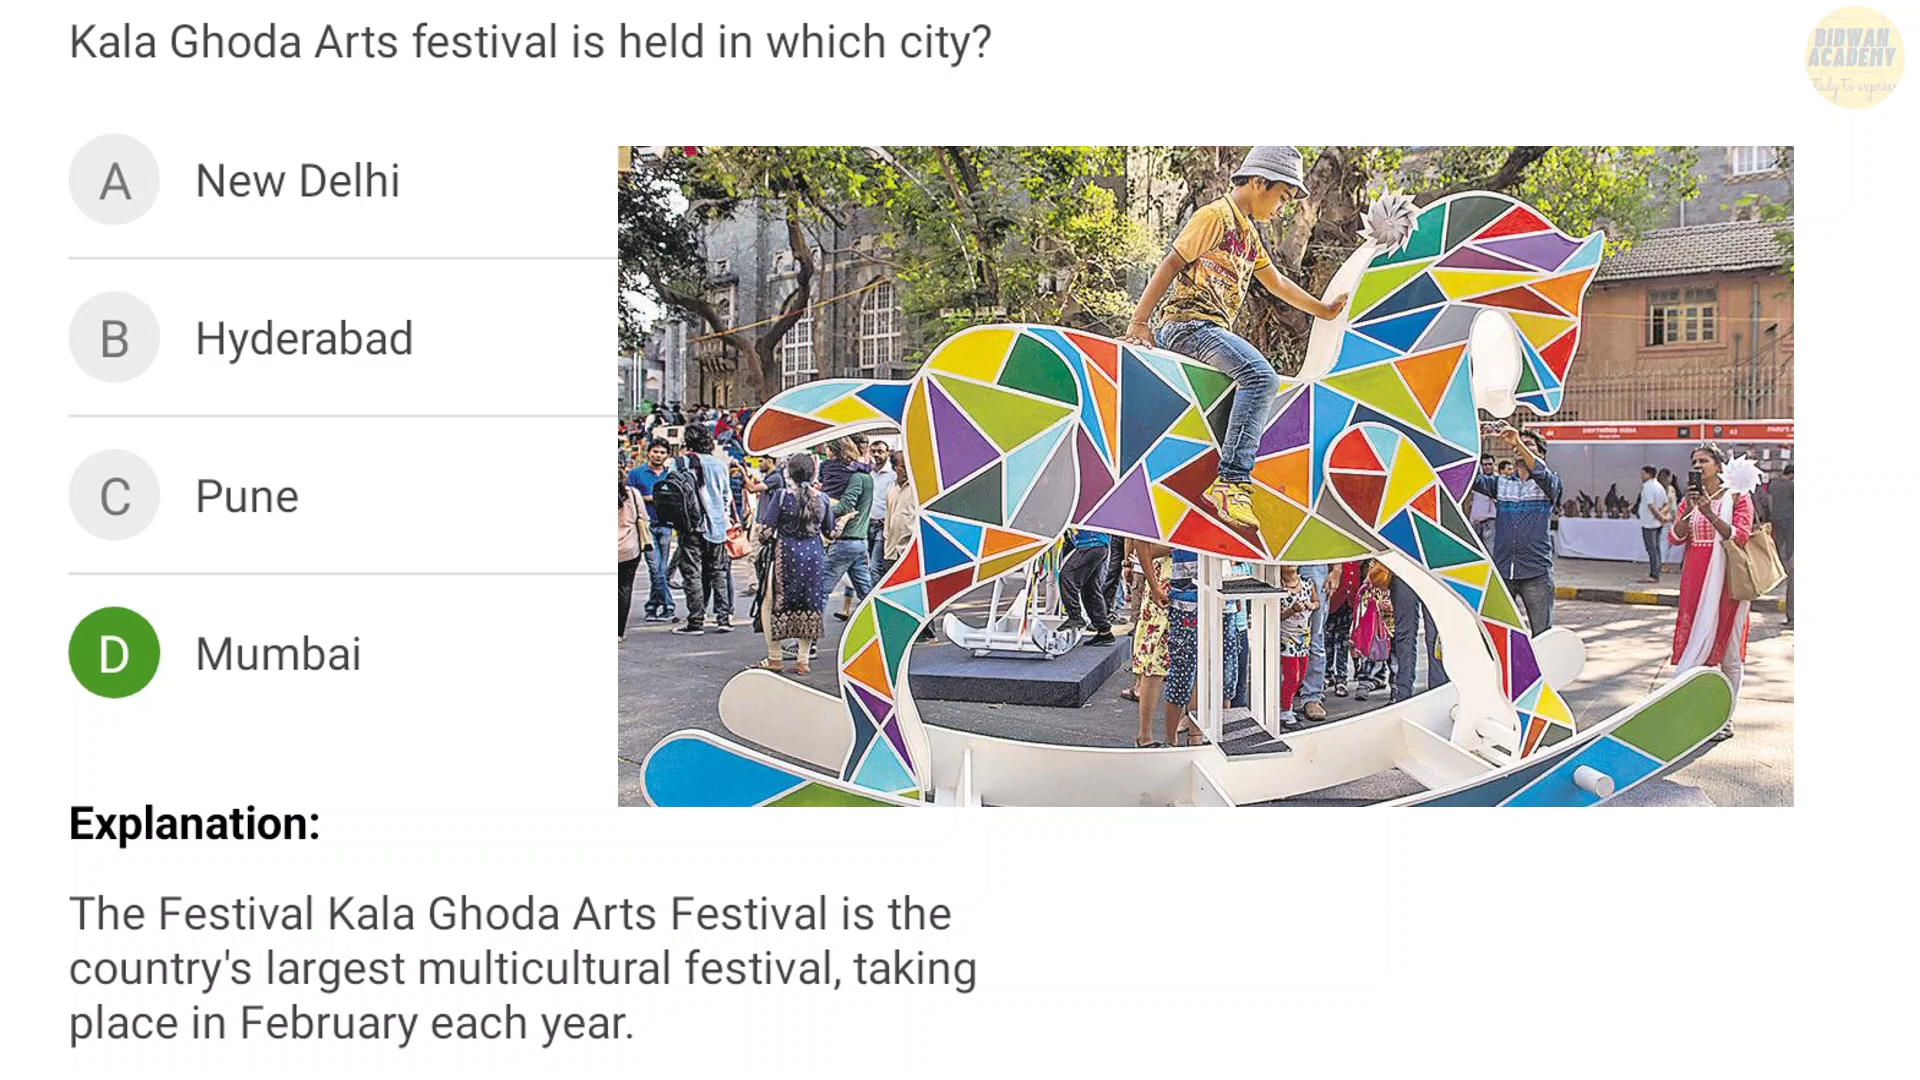 Kala Ghoda Arts festival is held in which city?
BIDWAN
ACADEMY
A New Delhi
B Hyderabad
C Pune
D Mumbai
Explanation:
The Festival Kala Ghoda Arts Festival is the
country's largest multicultural festival, taking
place in February each year.